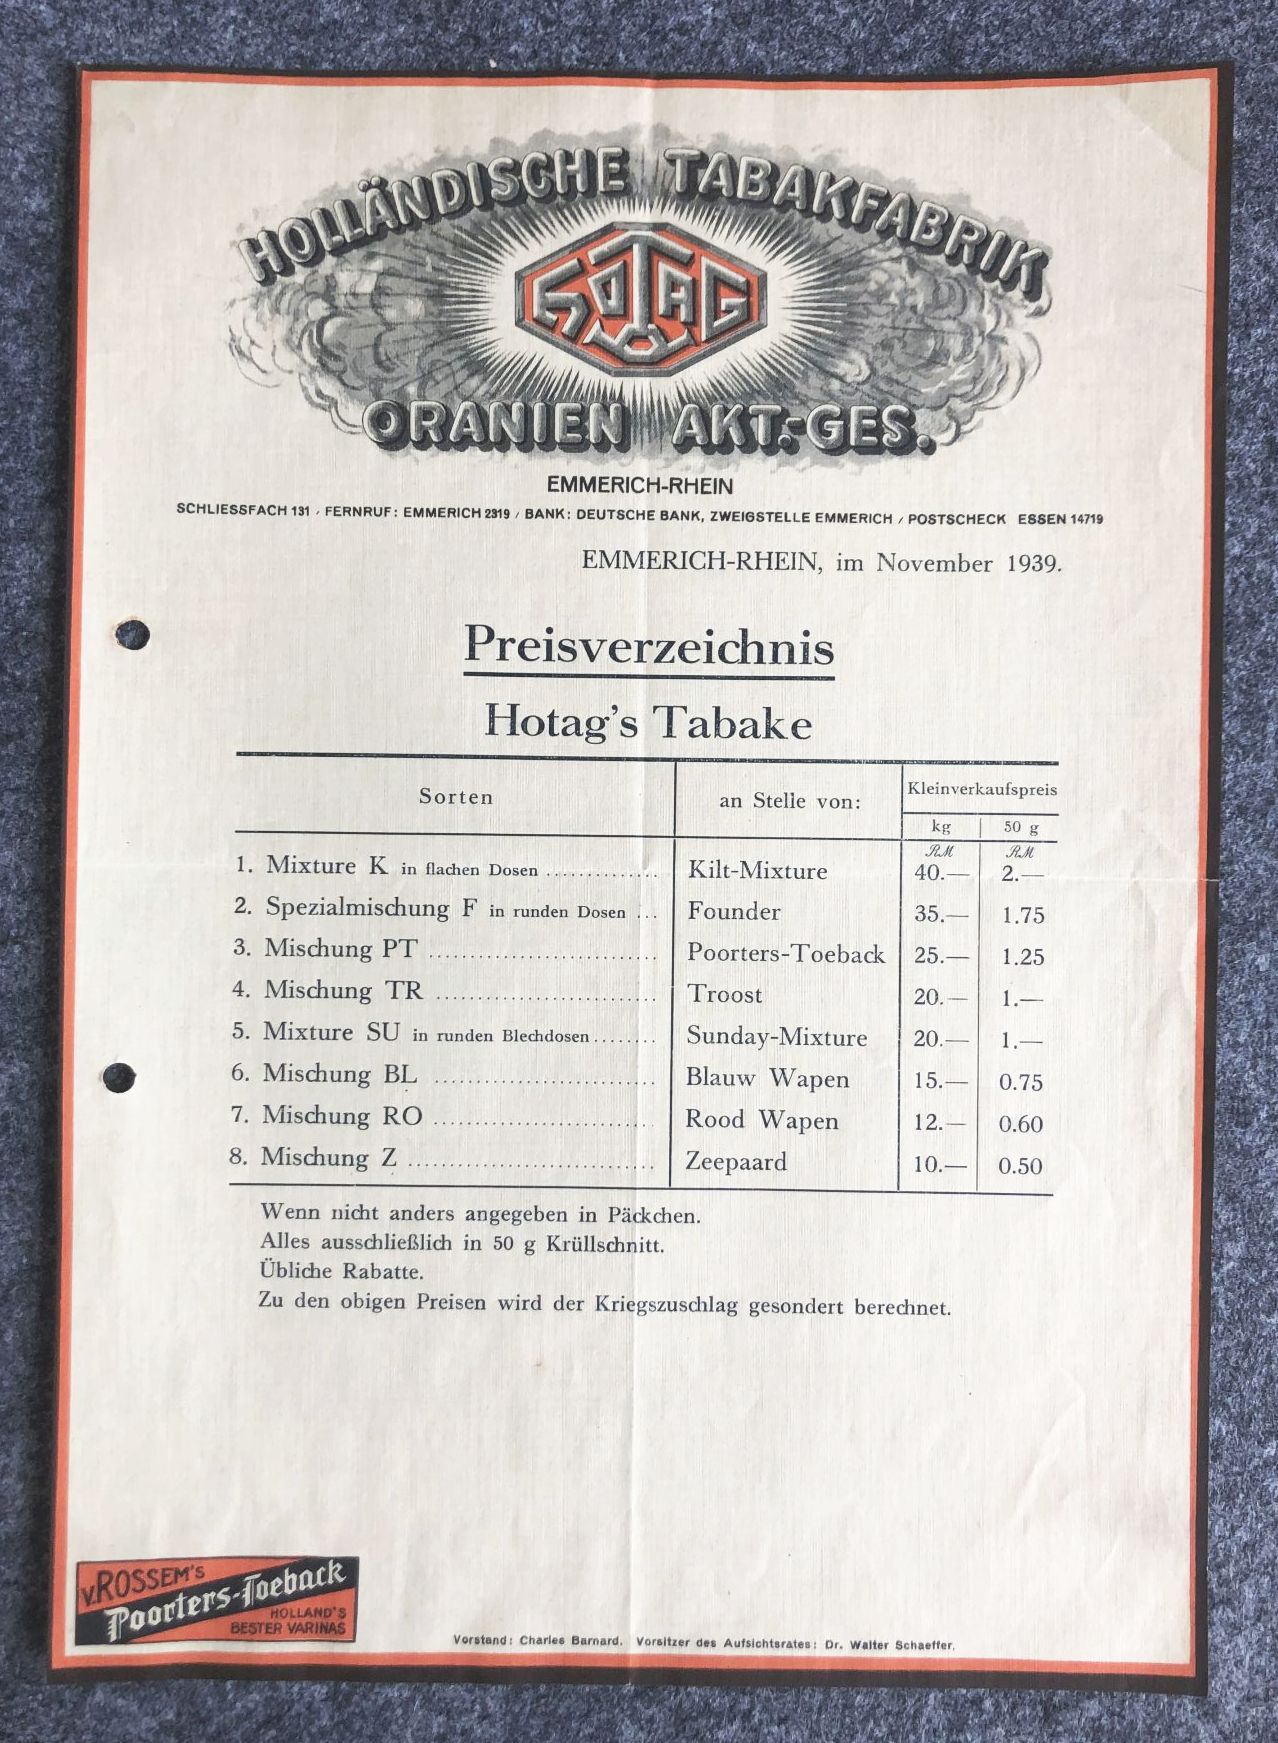 HOLLÄNDISCHE TABAKFABRIK
HOTAG
ORANIEN AKT.-GES.
EMMERICH-RHEIN
SCHLIESSFACH 131 / FERNRUF: EMMERICH 2319 / BANK: DEUTSCHE BANK, ZWEIGSTELLE EMMERICH / POSTSCHECK ESSEN 14719
EMMERICH-RHEIN, im November 1939.
Preisverzeichnis
Hotag's Tabake
Sorten an Stelle von: Kleinverkaufspreis
kg 50 g
RM RM
1. Mixture K in flachen Dosen .............. Kilt-Mixture 40.— 2.—
2. Spezialmischung F in runden Dosen ... Founder 35.— 1.75
3. Mischung PT ............................ Poorters-Toeback 25.— 1.25
4. Mischung TR ........................... Troost 20.— 1.—
5. Mixture SU in runden Blechdosen........ Sunday-Mixture 20.— 1.—
6. Mischung BL ........................... Blauw Wapen 15.— 0.75
7. Mischung RO ........................... Rood Wapen 12.— 0.60
8. Mischung Z .............................. Zeepaard 10.— 0.50
Wenn nicht anders angegeben in Päckchen.
Alles ausschließlich in 50 g Krüllschnitt.
Übliche Rabatte.
Zu den obigen Preisen wird der Kriegszuschlag gesondert berechnet.
v.ROSSEM'S
Poorters-Toeback
HOLLAND'S
BESTER VARINAS
Vorstand: Charles Barnard. Vorsitzer des Aufsichtsrates: Dr. Walter Schaeffer.